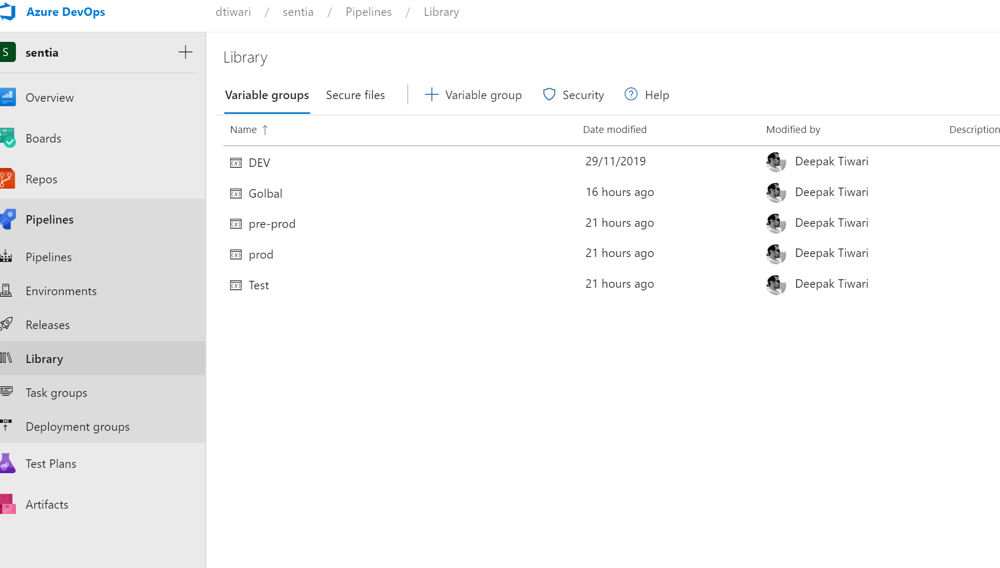 Azure DevOps
dtiwari / sentia / Pipelines / Library
S sentia
Overview
Boards
Repos
Pipelines
Pipelines
Environments
Releases
Library
Task groups
Deployment groups
Test Plans
Artifacts
Library
Variable groups Secure files Variable group Security ? Help
Name ↑ Date modified Modified by Description
(x) DEV 29/11/2019 Deepak Tiwari
(x) Golbal 16 hours ago Deepak Tiwari
(x) pre-prod 21 hours ago Deepak Tiwari
(x) prod 21 hours ago Deepak Tiwari
(x) Test 21 hours ago Deepak Tiwari